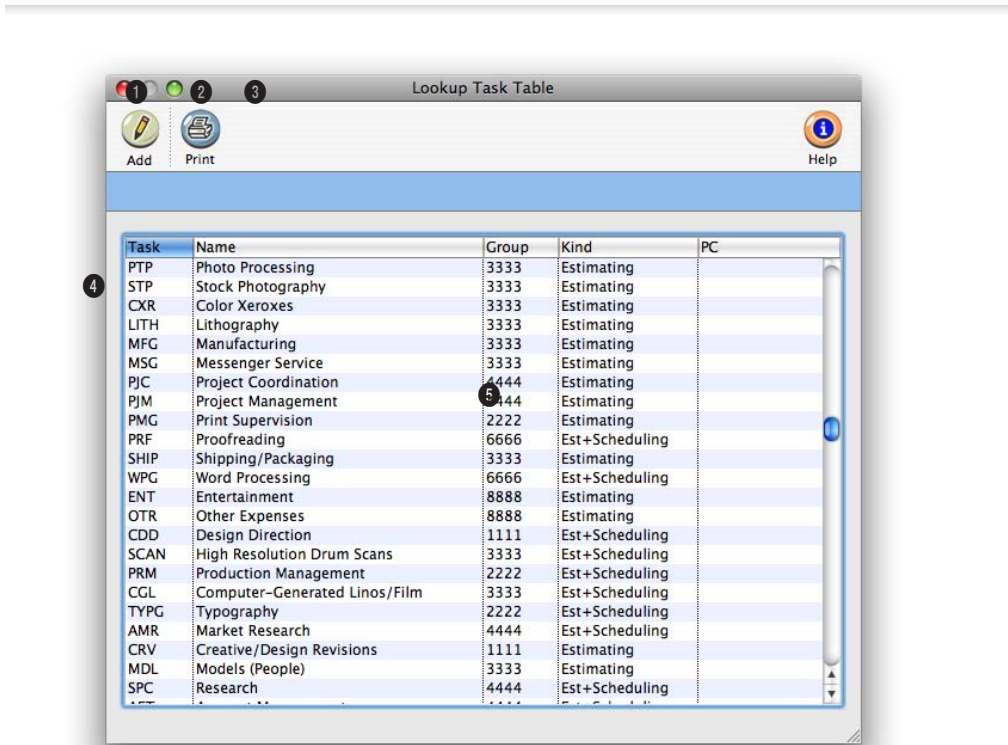 1 2 3 Lookup Task Table
Add Print Help
Task Name Group Kind PC
PTP Photo Processing 3333 Estimating
4 STP Stock Photography 3333 Estimating
CXR Color Xeroxes 3333 Estimating
LITH Lithography 3333 Estimating
MFG Manufacturing 3333 Estimating
MSG Messenger Service 3333 Estimating
PJC Project Coordination 4444 Estimating
PJM Project Management 5 444 Estimating
PMG Print Supervision 2222 Estimating
PRF Proofreading 6666 Est+Scheduling
SHIP Shipping/Packaging 3333 Estimating
WPG Word Processing 6666 Est+Scheduling
ENT Entertainment 8888 Estimating
OTR Other Expenses 8888 Estimating
CDD Design Direction 1111 Est+Scheduling
SCAN High Resolution Drum Scans 3333 Est+Scheduling
PRM Production Management 2222 Est+Scheduling
CGL Computer-Generated Linos/Film 3333 Est+Scheduling
TYPG Typography 2222 Est+Scheduling
AMR Market Research 4444 Est+Scheduling
CRV Creative/Design Revisions 1111 Estimating
MDL Models (People) 3333 Estimating
SPC Research 4444 Est+Scheduling